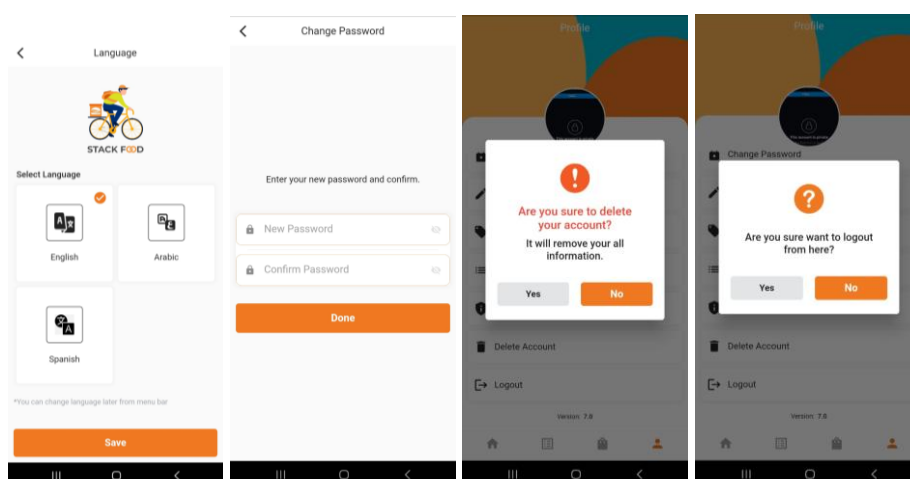 Language
STACK FOOD
Select Language
English
Arabic
Spanish
*You can change language later from menu bar
Save
Change Password
Enter your new password and confirm.
New Password
Confirm Password
Done
Profile
Are you sure to delete
your account?
It will remove your all
information.
Yes
No
Delete Account
Logout
Version: 7.8
Profile
Change Password
Are you sure want to logout
from here?
Yes
No
Delete Account
Logout
Version: 7.8